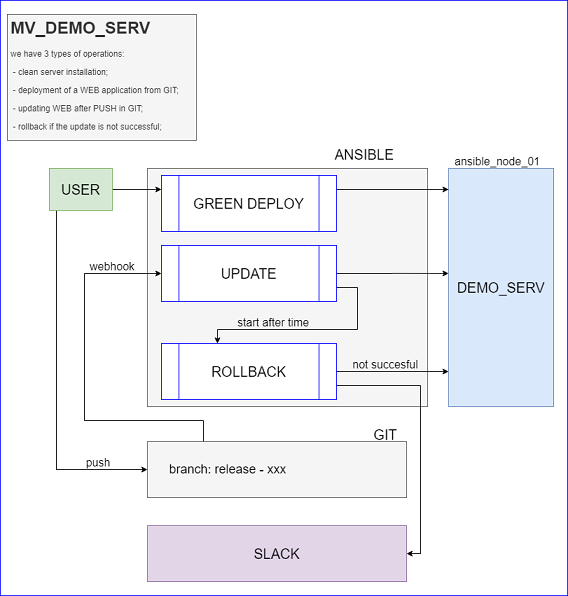 MV_DEMO_SERV
we have 3 types of operations:
- clean server installation;
- deployment of a WEB application from GIT;
- updating WEB after PUSH in GIT;
- rollback if the update is not successful;
ANSIBLE
ansible_node_01
USER
GREEN DEPLOY
webhook
UPDATE
DEMO_SERV
start after time
ROLLBACK
not succesful
GIT
push
branch: release - xxx
SLACK